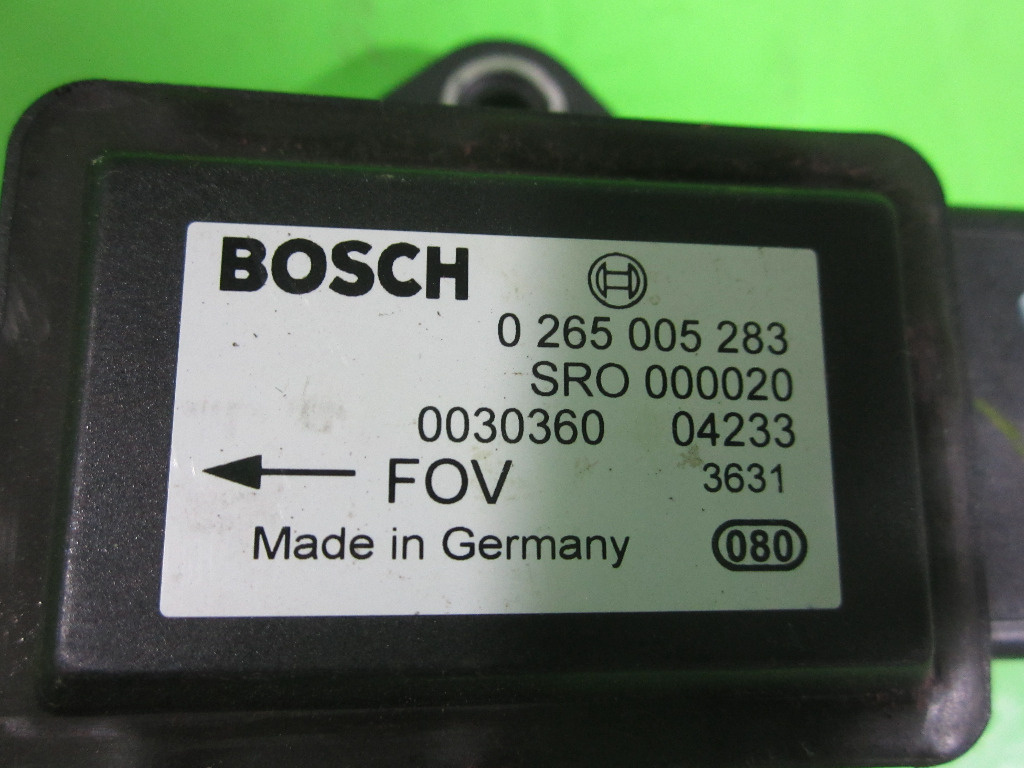 BOSCH
0 265 005 283
SRO 000020
0030360 04233
FOV 3631
Made in Germany 080